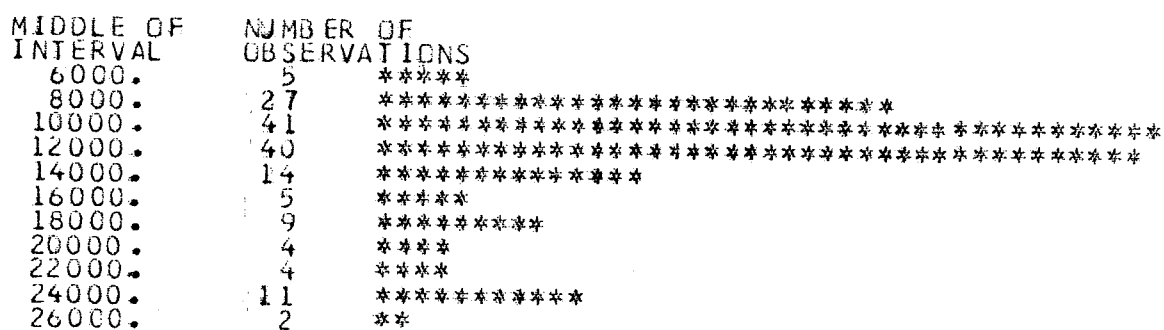 MIDDLE OF NUMBER OF
INTERVAL OBSERVATIONS
6000. 5 *****
8000. 27 ***************************
10000. 41 *****************************************
12000. 40 ****************************************
14000. 14 **************
16000. 5 *****
18000. 9 *********
20000. 4 ****
22000. 4 ****
24000. 11 ***********
26000. 2 **